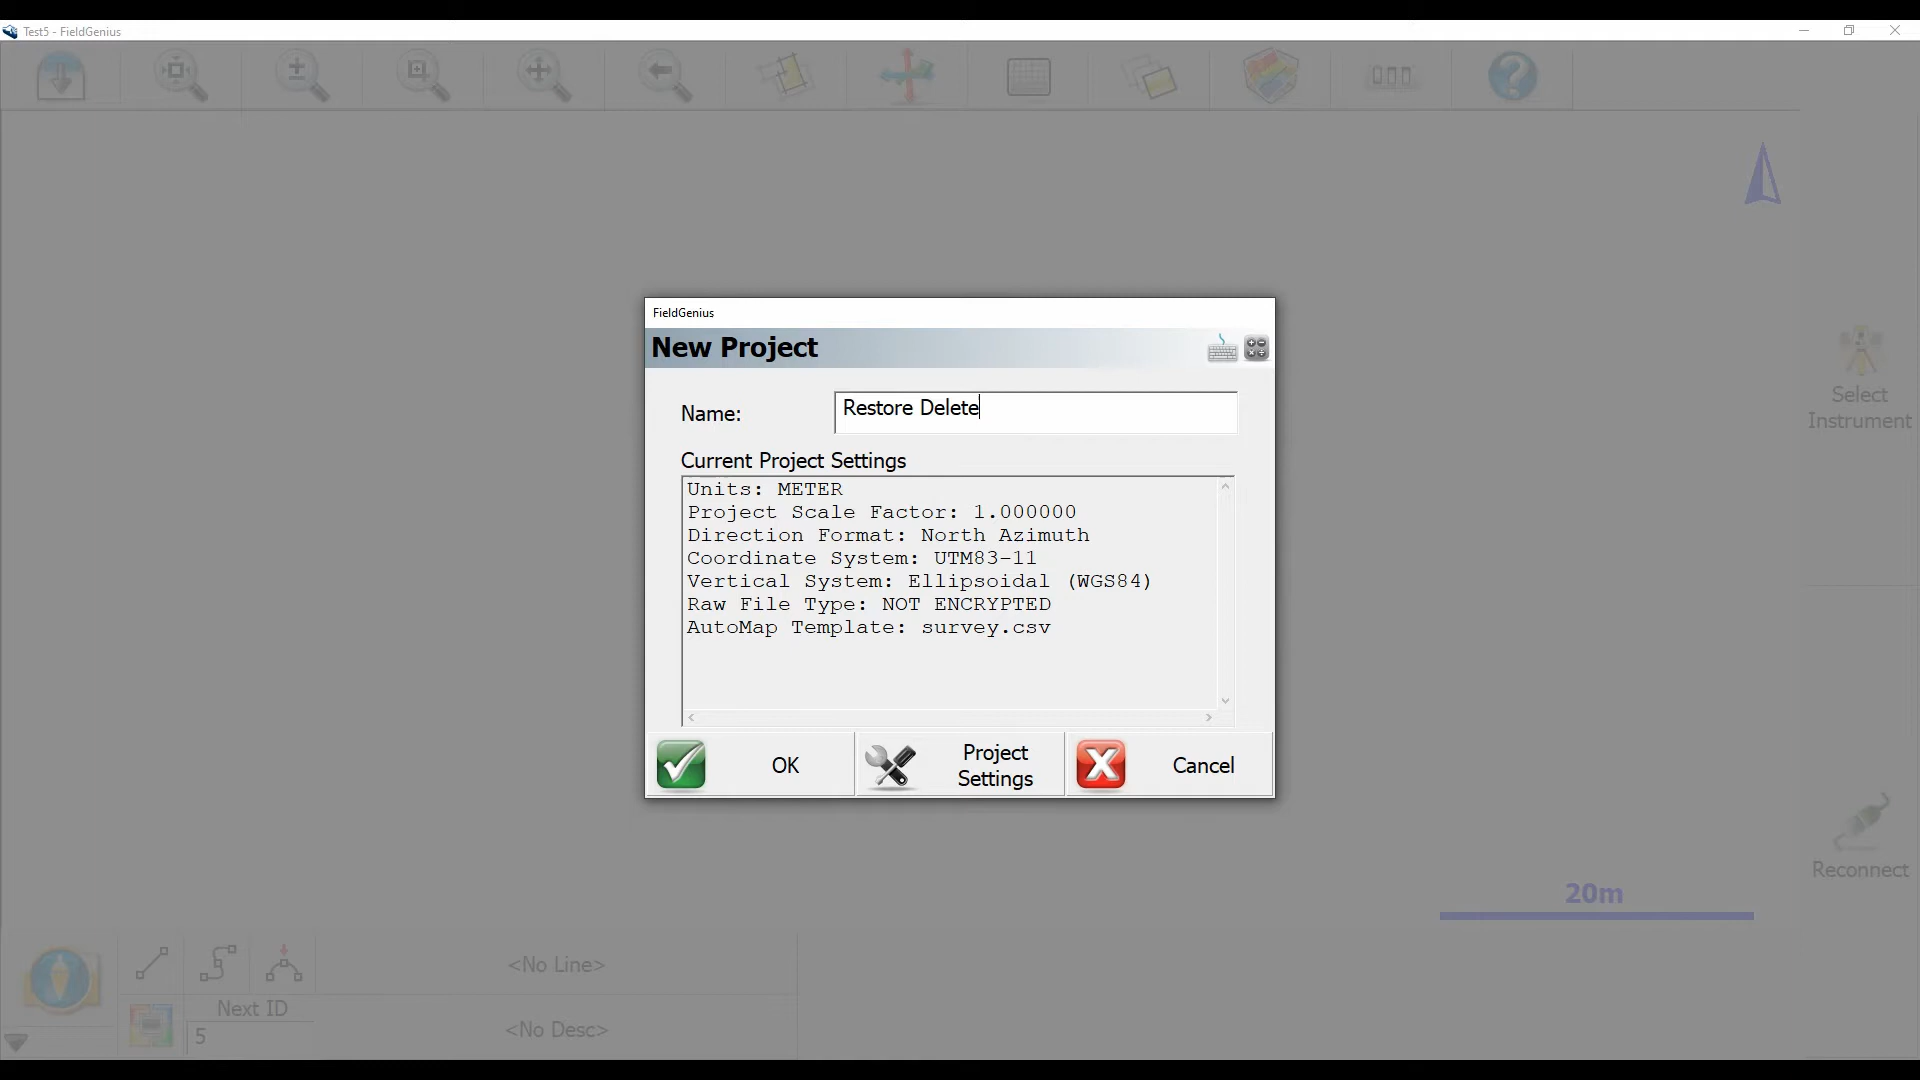 Test5 - FieldGenius
FieldGenius
New Project
Name:
Restore Delete
Current Project Settings
Units: METER
Project Scale Factor: 1.000000
Direction Format: North Azimuth
Coordinate System: UTM83-11
Vertical System: Ellipsoidal (WGS84)
Raw File Type: NOT ENCRYPTED
AutoMap Template: survey.csv
OK
Project
Settings
Cancel
Select
Instrument
Reconnect
20m
<No Line>
Next ID
5
<No Desc>